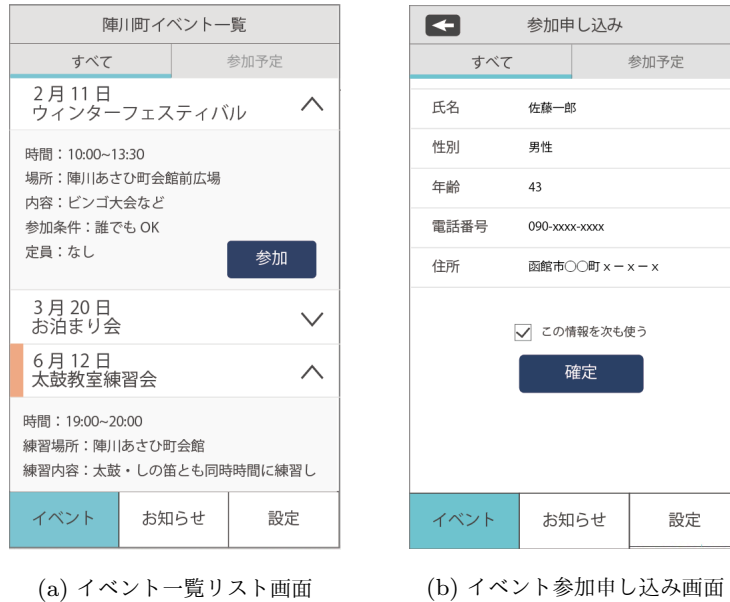 陣川町イベント一覧
すべて
参加予定
2月11日
ウィンターフェスティバル
時間：10:00~13:30
場所：陣川あさひ町会館前広場
内容：ビンゴ大会など
参加条件：誰でも OK
定員：なし
参加
3月20日
お泊まり会
6月12日
太鼓教室練習会
時間：19:00~20:00
練習場所：陣川あさひ町会館
練習内容：太鼓・しの笛とも同時時間に練習し
イベント
お知らせ
設定
(a) イベント一覧リスト画面
参加申し込み
すべて
参加予定
氏名 佐藤一郎
性別 男性
年齢 43
電話番号 090-xxxx-xxxx
住所 函館市○○町 x － x － x
この情報を次も使う
確定
イベント
お知らせ
設定
(b) イベント参加申し込み画面